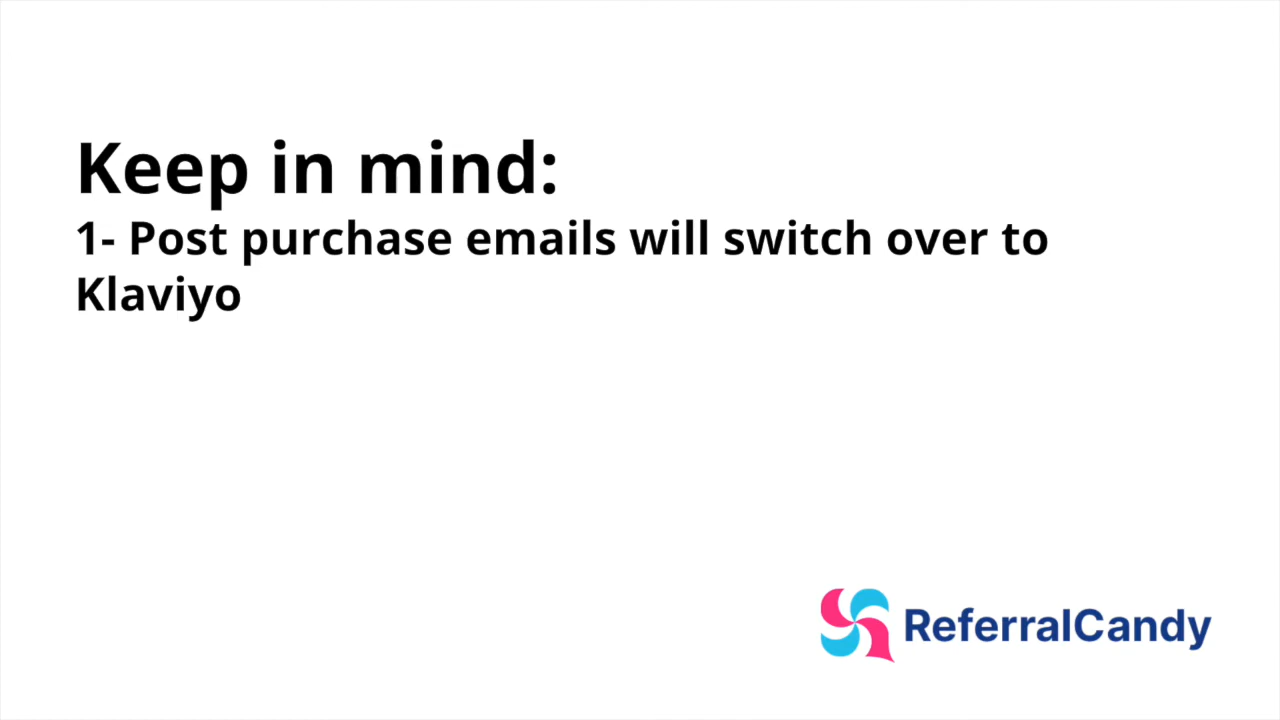 Keep in mind:
1- Post purchase emails will switch over to
Klaviyo
ReferralCandy